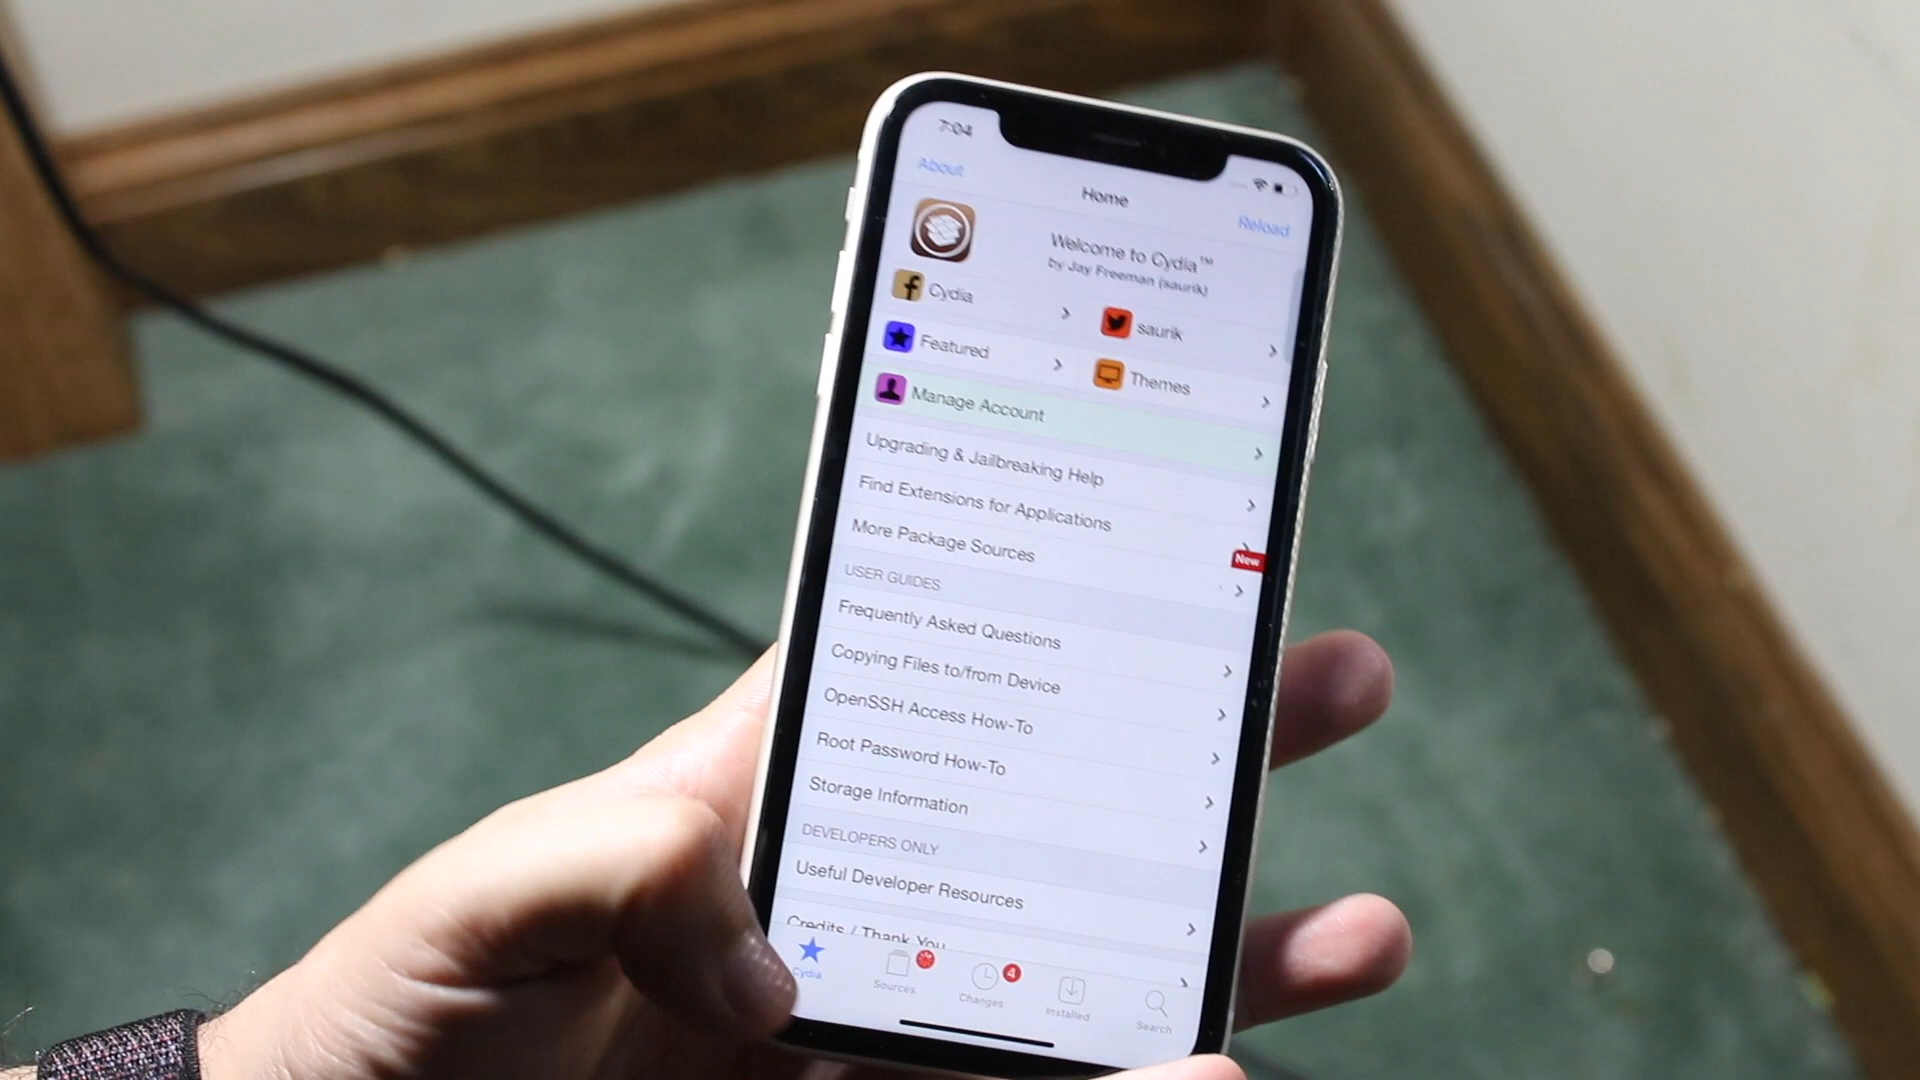 7:04
About
Home
Reload
Welcome to Cydia™
by Jay Freeman (saurik)
Cydia
saurik
Featured
Themes
Manage Account
Upgrading & Jailbreaking Help
Find Extensions for Applications
More Package Sources
New
USER GUIDES
Frequently Asked Questions
Copying Files to/from Device
OpenSSH Access How-To
Root Password How-To
Storage Information
DEVELOPERS ONLY
Useful Developer Resources
Credits / Thank You
Cydia
Sources
4
Changes
Installed
Search